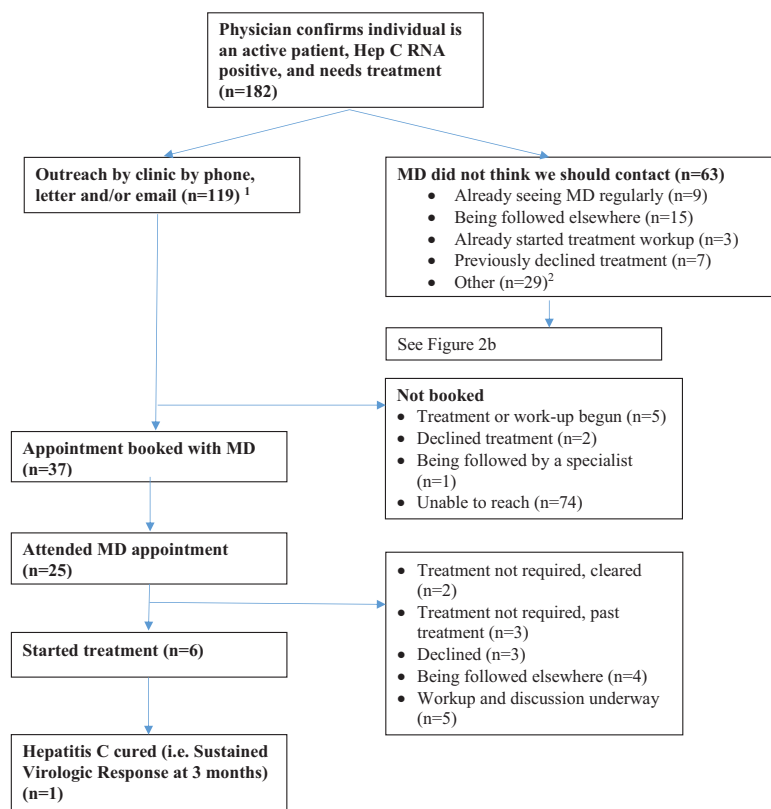 Physician confirms individual is
an active patient, Hep C RNA
positive, and needs treatment
(n=182)
Outreach by clinic by phone,
letter and/or email (n=119) 1
MD did not think we should contact (n=63)
• Already seeing MD regularly (n=9)
• Being followed elsewhere (n=15)
• Already started treatment workup (n=3)
• Previously declined treatment (n=7)
• Other (n=29)2
See Figure 2b
Not booked
• Treatment or work-up begun (n=5)
• Declined treatment (n=2)
• Being followed by a specialist
(n=1)
• Unable to reach (n=74)
Appointment booked with MD
(n=37)
Attended MD appointment
(n=25)
• Treatment not required, cleared
(n=2)
• Treatment not required, past
treatment (n=3)
• Declined (n=3)
• Being followed elsewhere (n=4)
• Workup and discussion underway
(n=5)
Started treatment (n=6)
Hepatitis C cured (i.e. Sustained
Virologic Response at 3 months)
(n=1)